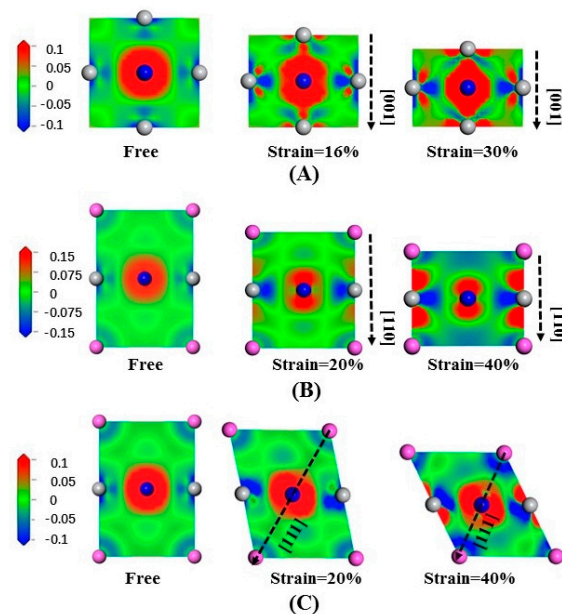 0.1
0.05
0
-0.05
-0.1
[001]
[001]
Free
Strain=16%
Strain=30%
(A)
0.15
0.075
0
-0.075
-0.15
[110]
[110]
Free
Strain=20%
Strain=40%
(B)
0.1
0.05
0
-0.05
-0.1
[111]
[111]
Free
Strain=20%
Strain=40%
(C)